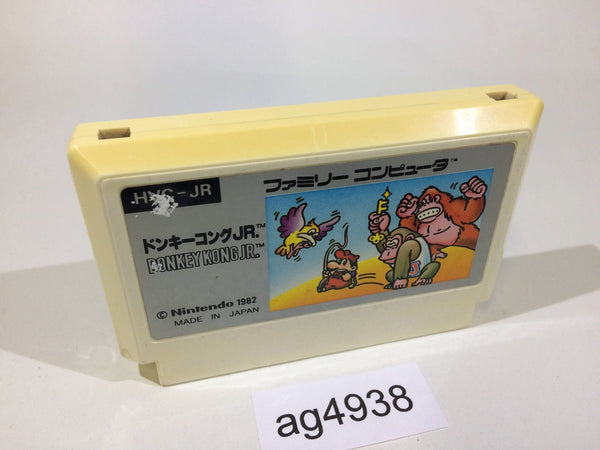 HVC-JR
ファミリー コンピュータ™
ドンキーコングJR.™
DONKEY KONG JR.™
© Nintendo 1982
MADE IN JAPAN
J
ag4938